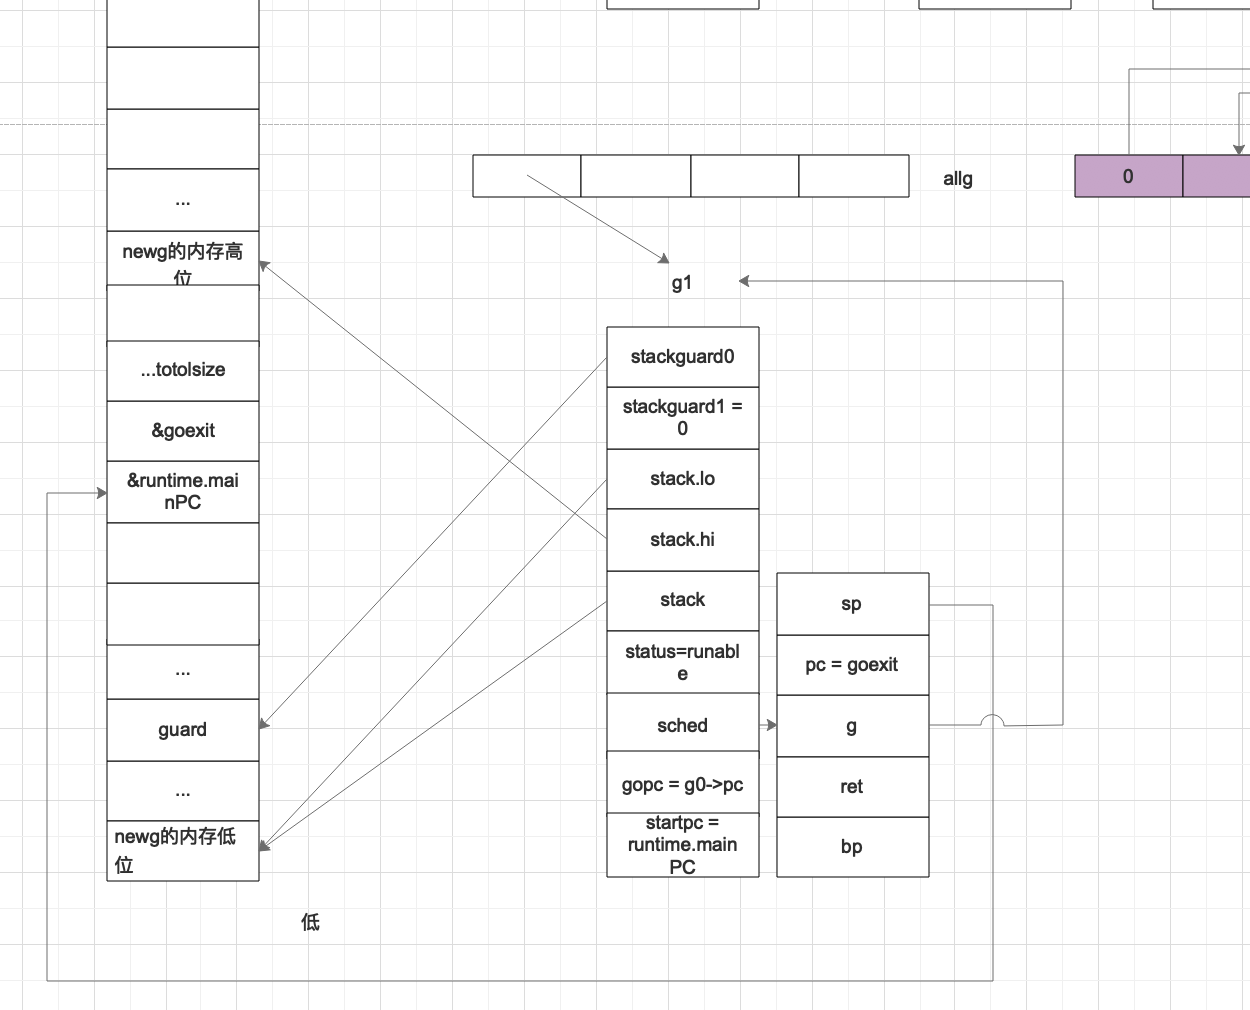 ...
newg的内存高
位
...totolsize
&goexit
&runtime.mai
nPC
...
guard
...
newg的内存低
位
低
allg
g1
stackguard0
stackguard1 =
0
stack.lo
stack.hi
stack
status=runabl
e
sched
gopc = g0->pc
startpc =
runtime.main
PC
sp
pc = goexit
g
ret
bp
0